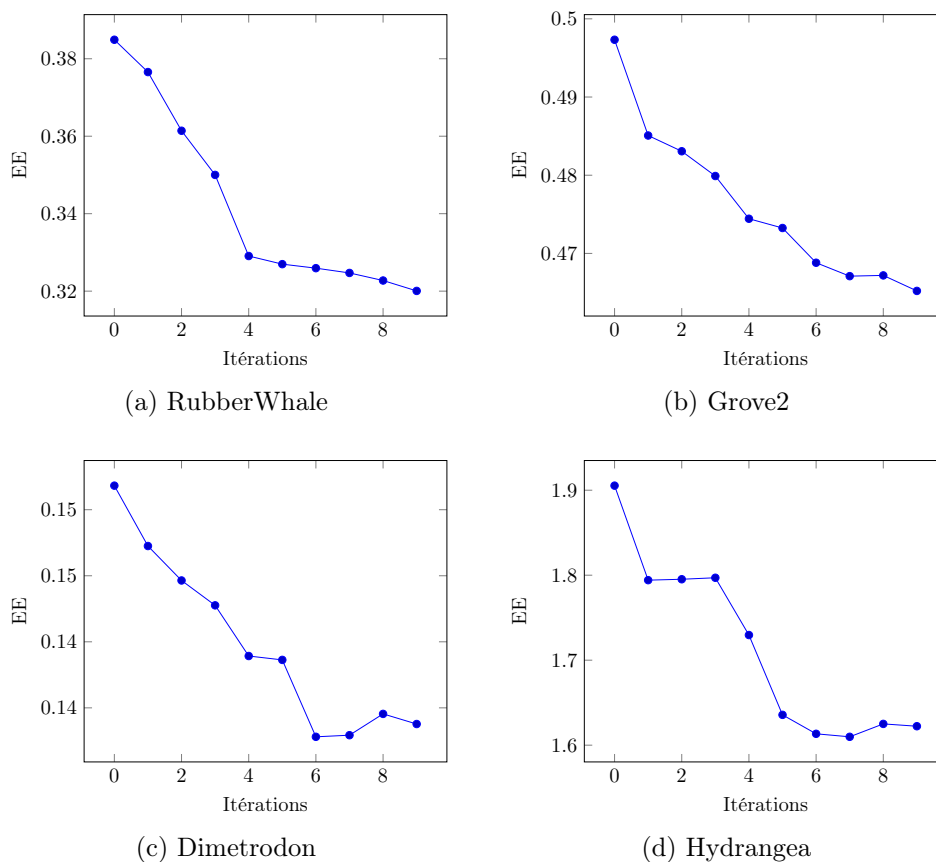 0.38
0.36
0.34
0.32
EE
0 2 4 6 8
Itérations
(a) RubberWhale
0.5
0.49
0.48
0.47
EE
0 2 4 6 8
Itérations
(b) Grove2
0.15
0.15
0.14
0.14
EE
0 2 4 6 8
Itérations
(c) Dimetrodon
1.9
1.8
1.7
1.6
EE
0 2 4 6 8
Itérations
(d) Hydrangea